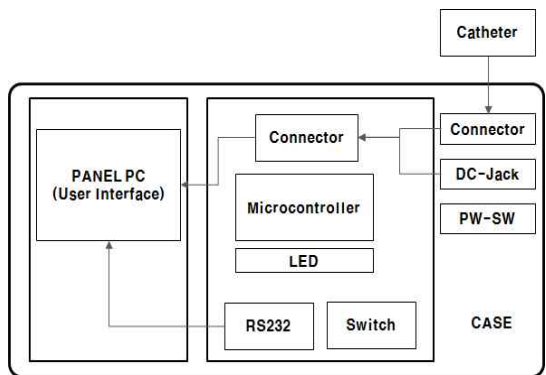 Catheter
Connector
Connector
PANEL PC
(User Interface)
DC-Jack
Microcontroller
PW-SW
LED
RS232
Switch
CASE